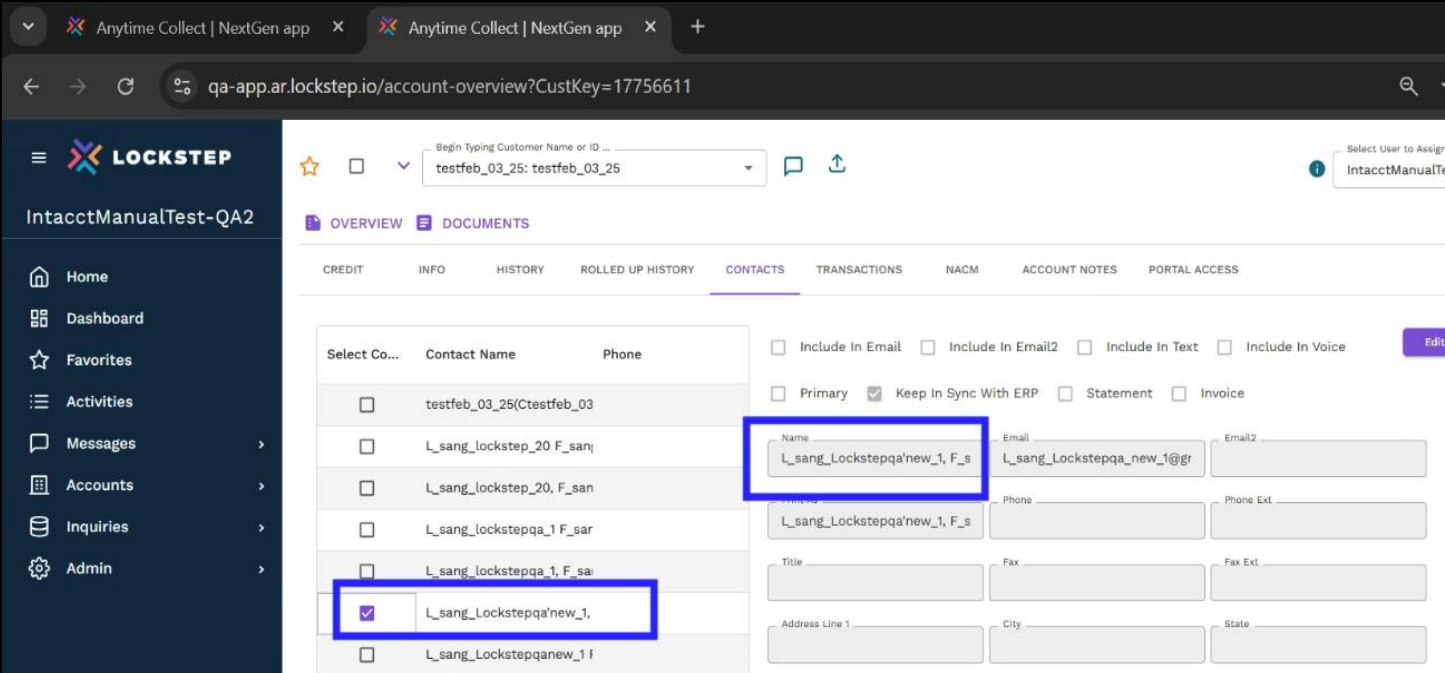 Anytime Collect | NextGen app
Anytime Collect | NextGen app
qa-app.ar.lockstep.io/account-overview?CustKey=17756611
LOCKSTEP
IntacctManualTest-QA2
Home
Dashboard
Favorites
Activities
Messages
Accounts
Inquiries
Admin
Begin Typing Customer Name or ID ...
testfeb_03_25: testfeb_03_25
Select User to Assign
IntacctManualTe
OVERVIEW DOCUMENTS
CREDIT INFO HISTORY ROLLED UP HISTORY CONTACTS TRANSACTIONS NACM ACCOUNT NOTES PORTAL ACCESS
Select Co... Contact Name Phone
testfeb_03_25(Ctestfeb_03
L_sang_lockstep_20 F_sang
L_sang_lockstep_20, F_san
L_sang_lockstepqa_1 F_sar
L_sang_lockstepqa_1, F_sa
L_sang_Lockstepqa'new_1,
L_sang_Lockstepqanew_1 F
Include In Email Include In Email2 Include In Text Include In Voice Edit
Primary Keep In Sync With ERP Statement Invoice
Name Email Email2
L_sang_Lockstepqa'new_1, F_s L_sang_Lockstepqa_new_1@gr
Print As Phone Phone Ext
L_sang_Lockstepqa'new_1, F_s
Title Fax Fax Ext
Address Line 1 City State